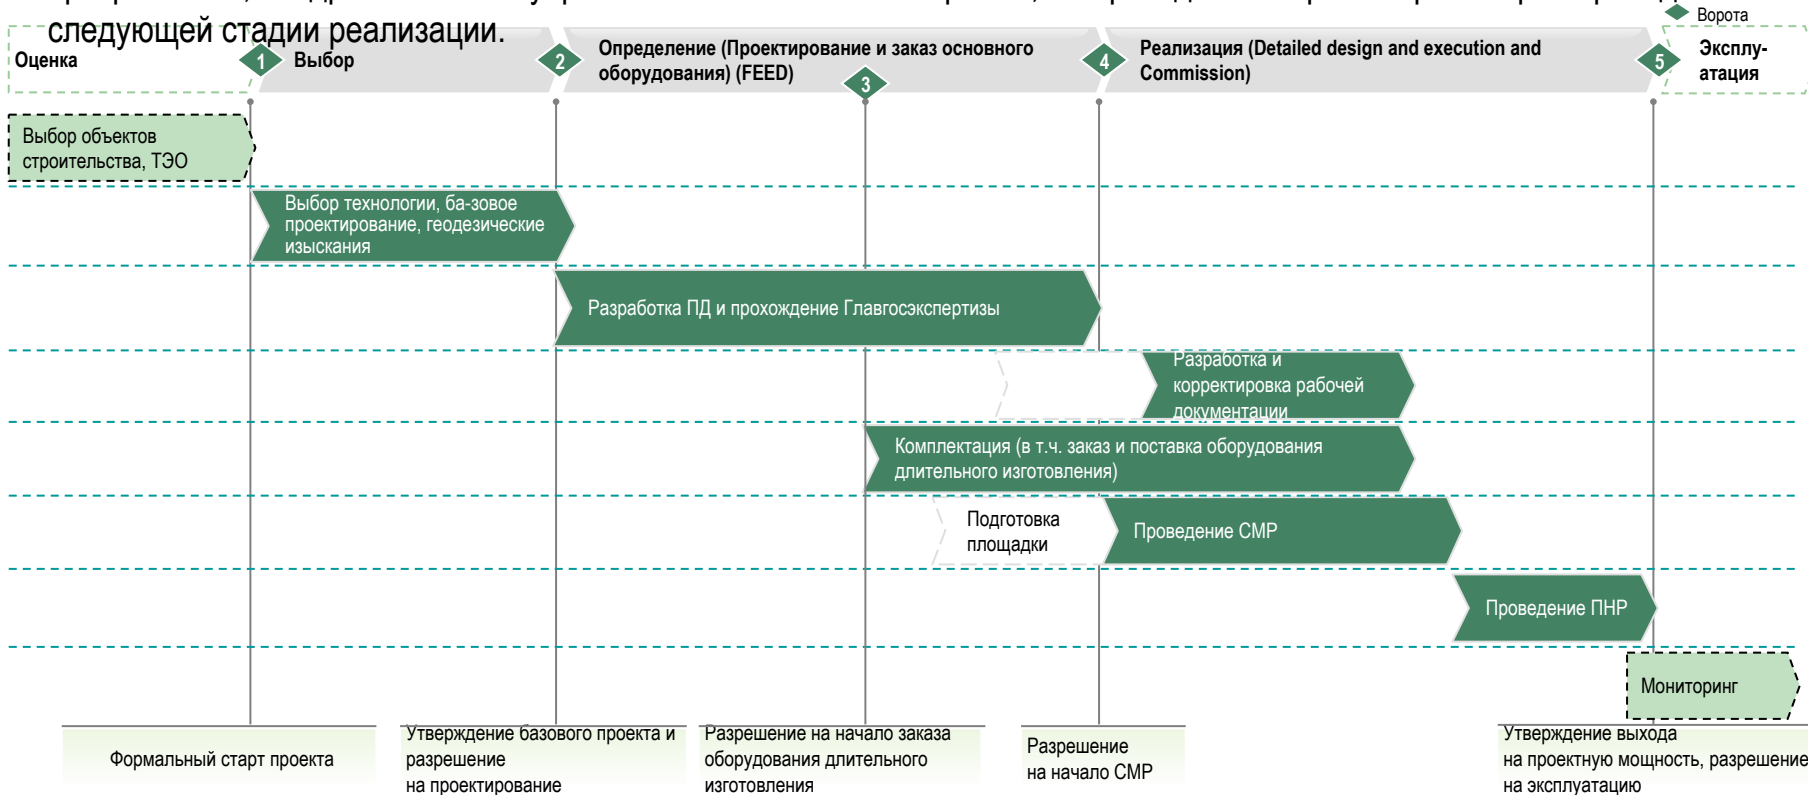 следующей стадии реализации.
Ворота
Оценка
1
Выбор
2
Определение (Проектирование и заказ основного
оборудования) (FEED)
3
4
Реализация (Detailed design and execution and
Commission)
5
Эксплу-
атация
Выбор объектов
строительства, ТЭО
Выбор технологии, ба-зовое
проектирование, геодезические
изыскания
Разработка ПД и прохождение Главгосэкспертизы
Разработка и
корректировка рабочей
документации
Комплектация (в т.ч. заказ и поставка оборудования
длительного изготовления)
Подготовка
площадки
Проведение СМР
Проведение ПНР
Мониторинг
Формальный старт проекта
Утверждение базового проекта и
разрешение
на проектирование
Разрешение на начало заказа
оборудования длительного
изготовления
Разрешение
на начало СМР
Утверждение выхода
на проектную мощность, разрешение
на эксплуатацию